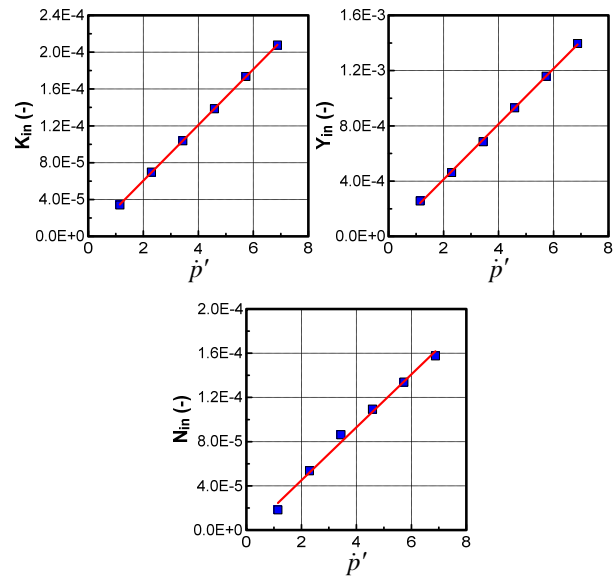 2.4E-4
2.0E-4
1.6E-4
1.2E-4
8.0E-5
4.0E-5
0.0E+0
K_in (-)
0 2 4 6 8
ṗ′
1.6E-3
1.2E-3
8.0E-4
4.0E-4
0.0E+0
Y_in (-)
0 2 4 6 8
ṗ′
2.0E-4
1.6E-4
1.2E-4
8.0E-5
4.0E-5
0.0E+0
N_in (-)
0 2 4 6 8
ṗ′